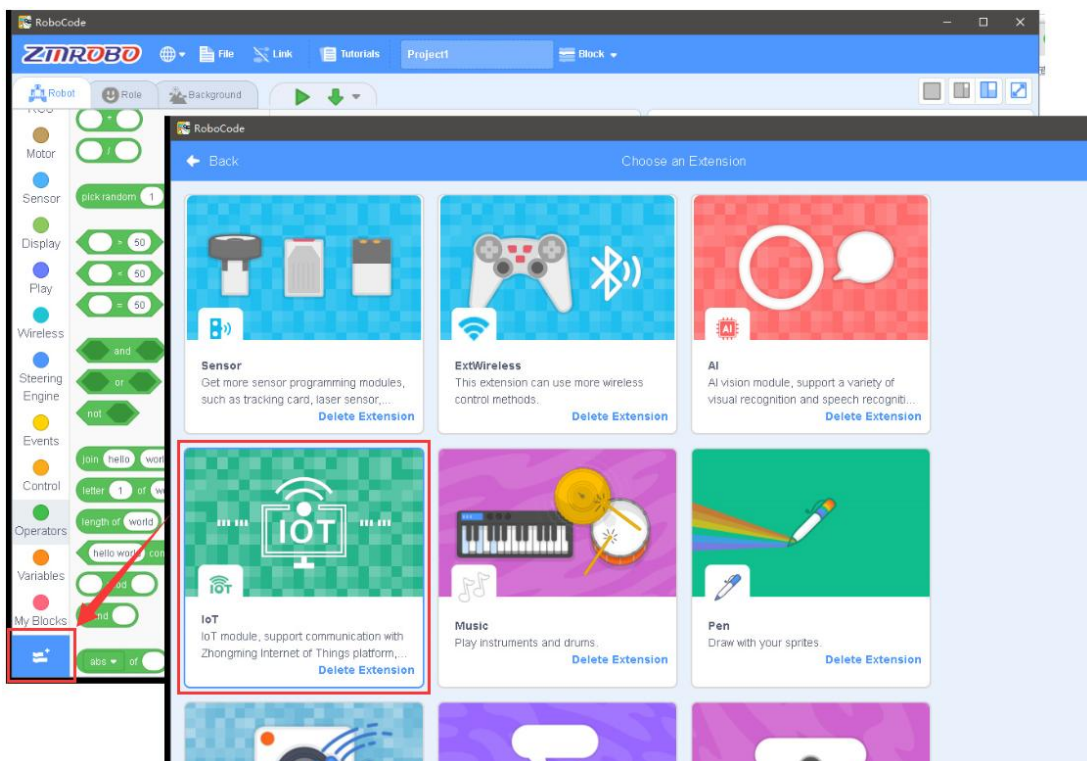 RoboCode
ZMROBO
File
Link
Tutorials
Project1
Block
Robot
Role
Background
Motor
Sensor
Display
Play
Wireless
Steering
Engine
Events
Control
Operators
Variables
My Blocks
*
/
pick random 1
> 50
< 50
= 50
and
or
not
join hello
letter 1 of
length of world
hello world
abs of
RoboCode
Back
Choose an Extension
Sensor
Get more sensor programming modules,
such as tracking card, laser sensor,...
Delete Extension
ExtWireless
This extension can use more wireless
control methods.
Delete Extension
AI
AI
AI vision module, support a variety of
visual recognition and speech recogniti...
Delete Extension
IOT
IOT
IoT
IoT module, support communication with
Zhongming Internet of Things platform,...
Delete Extension
Music
Play instruments and drums.
Delete Extension
Pen
Draw with your sprites.
Delete Extension